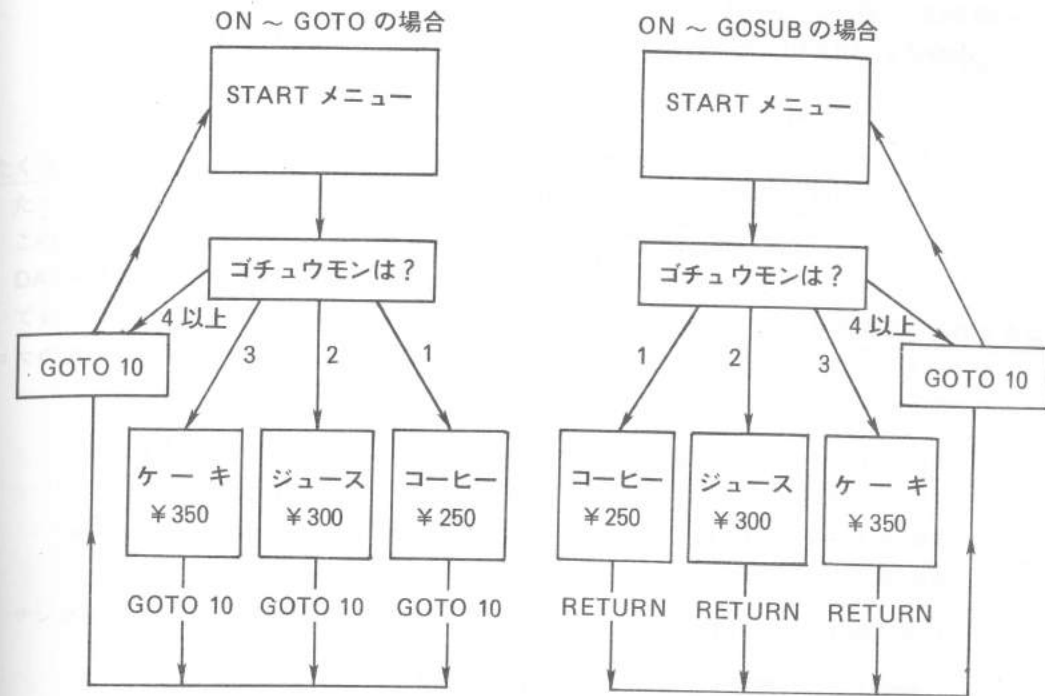 ON ～ GOTO の場合
START メニュー
ゴチュウモンは？
4 以上
GOTO 10
3
2
1
ケ ー キ
￥350
ジュース
￥300
コーヒー
￥250
GOTO 10
GOTO 10
GOTO 10
ON ～ GOSUB の場合
START メニュー
ゴチュウモンは？
4 以上
GOTO 10
1
2
3
コーヒー
￥250
ジュース
￥300
ケ ー キ
￥350
RETURN
RETURN
RETURN